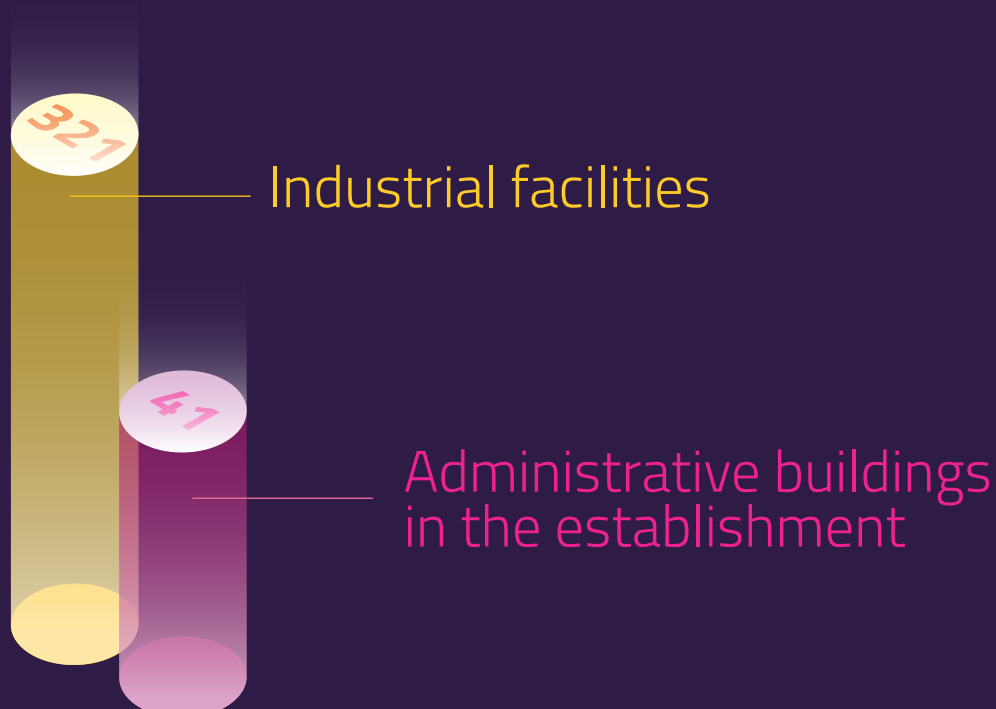 321
Industrial facilities
41
Administrative buildings
in the establishment